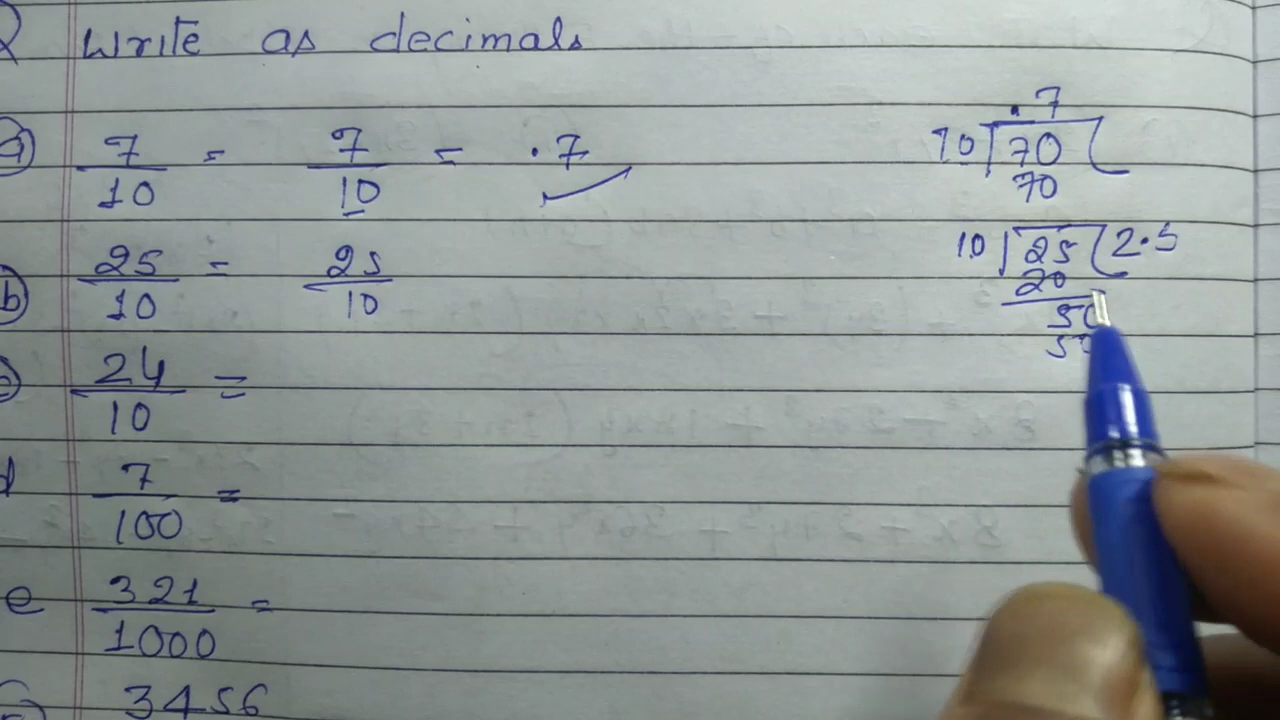 Write as decimals
a 7/10 = 7/10 = .7
.7
10 70
70
b 25/10 = 25/10
10 25 2.5
20
50
50
24/10 =
d 7/100 =
e 321/1000 =
3456